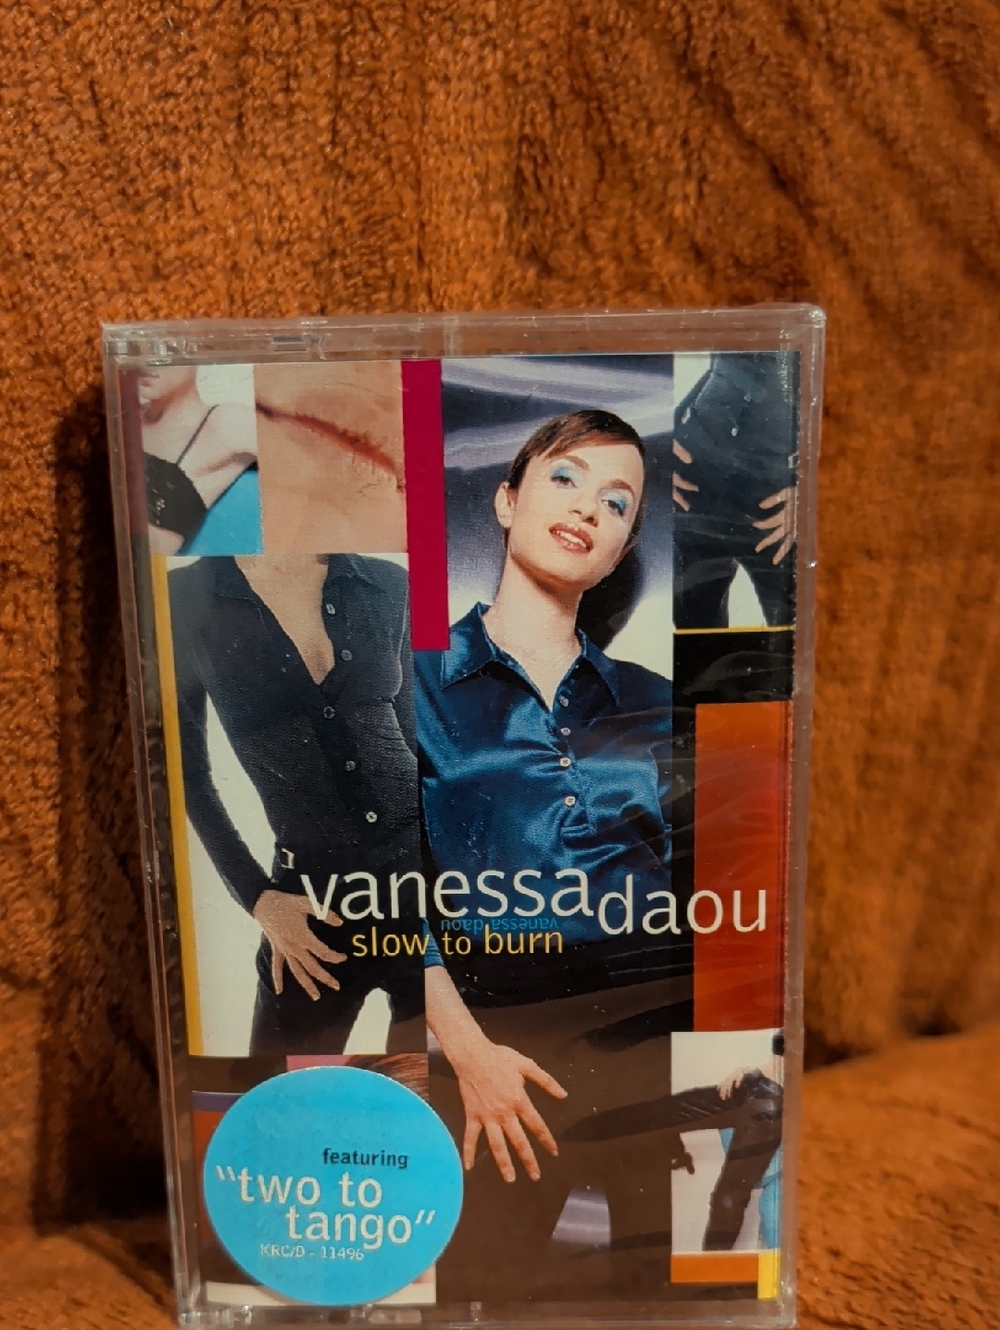 vanessa daou
vanessa daou
slow to burn
featuring
"two to
tango"
KRC/D - 11496